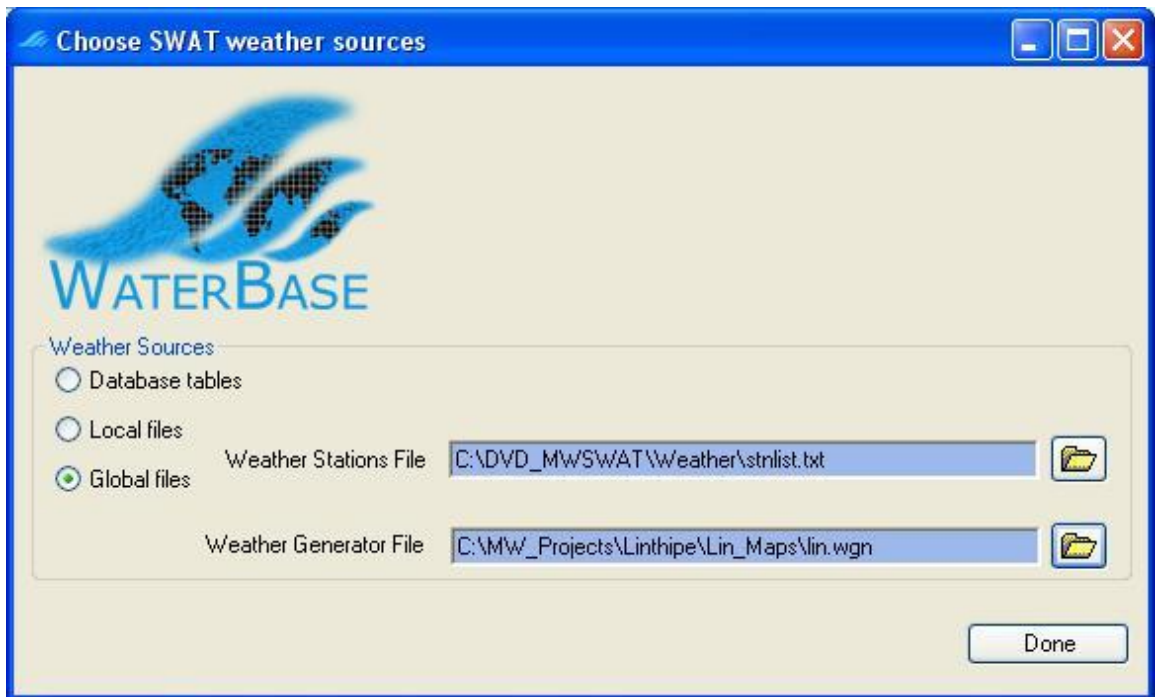 Choose SWAT weather sources
WATERBASE
Weather Sources
Database tables
Local files
Global files
Weather Stations File C:\DVD_MWSWAT\Weather\stnlist.txt
Weather Generator File C:\MW_Projects\Linthipe\Lin_Maps\lin.wgn
Done